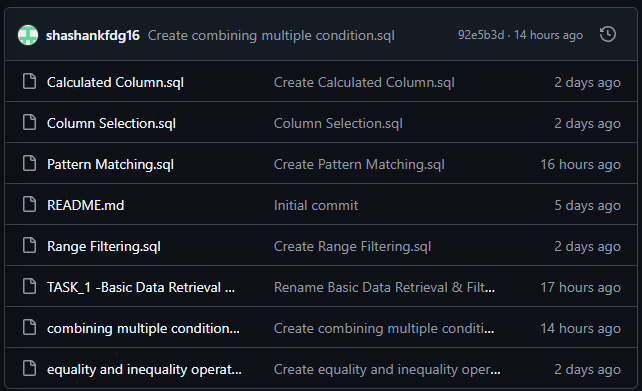 shashankfdg16 Create combining multiple condition.sql 92e5b3d · 14 hours ago
Calculated Column.sql Create Calculated Column.sql 2 days ago
Column Selection.sql Column Selection.sql 2 days ago
Pattern Matching.sql Create Pattern Matching.sql 16 hours ago
README.md Initial commit 5 days ago
Range Filtering.sql Create Range Filtering.sql 2 days ago
TASK_1 -Basic Data Retrieval ... Rename Basic Data Retrieval & Filt... 17 hours ago
combining multiple condition... Create combining multiple conditi... 14 hours ago
equality and inequality operat... Create equality and inequality oper... 2 days ago